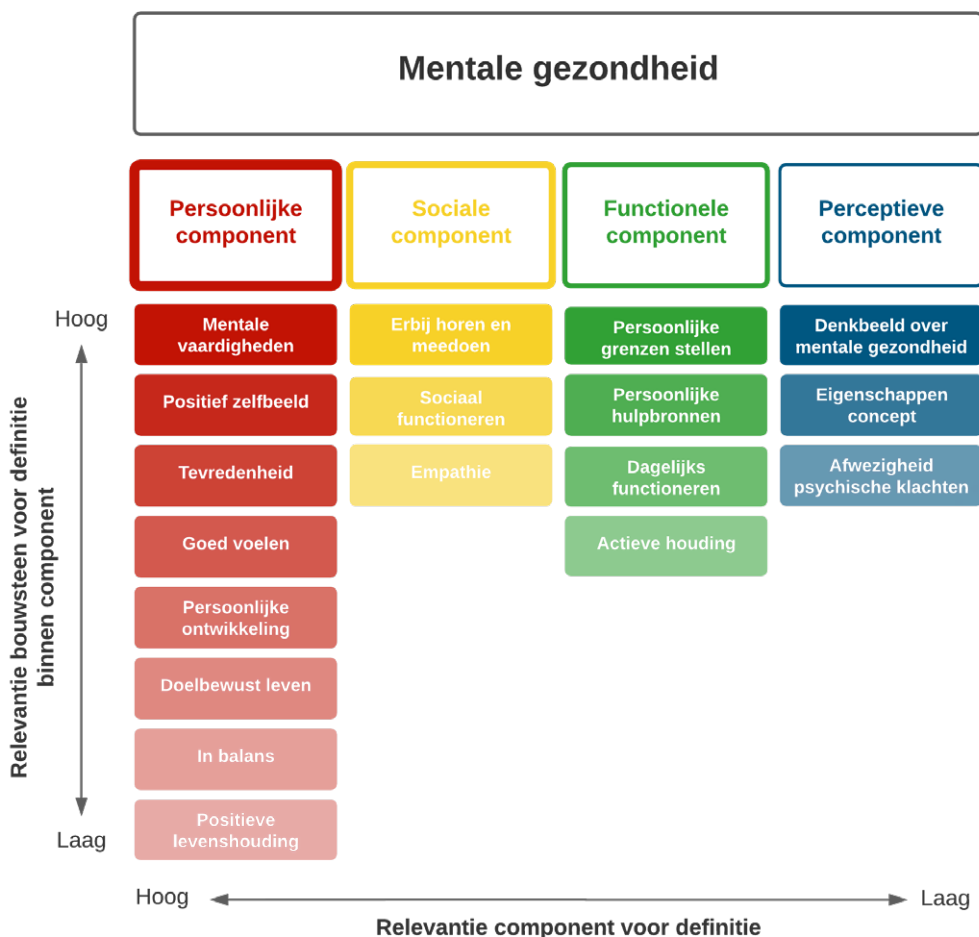 Mentale gezondheid
Persoonlijke
component
Sociale
component
Functionele
component
Perceptieve
component
Hoog
Relevantie bouwsteen voor definitie
binnen component
Laag
Mentale
vaardigheden
Positief zelfbeeld
Tevredenheid
Goed voelen
Persoonlijke
ontwikkeling
Doelbewust leven
In balans
Positieve
levenshouding
Erbij horen en
meedoen
Sociaal
functioneren
Empathie
Persoonlijke
grenzen stellen
Persoonlijke
hulpbronnen
Dagelijks
functioneren
Actieve houding
Denkbeeld over
mentale gezondheid
Eigenschappen
concept
Afwezigheid
psychische klachten
Hoog
Laag
Relevantie component voor definitie